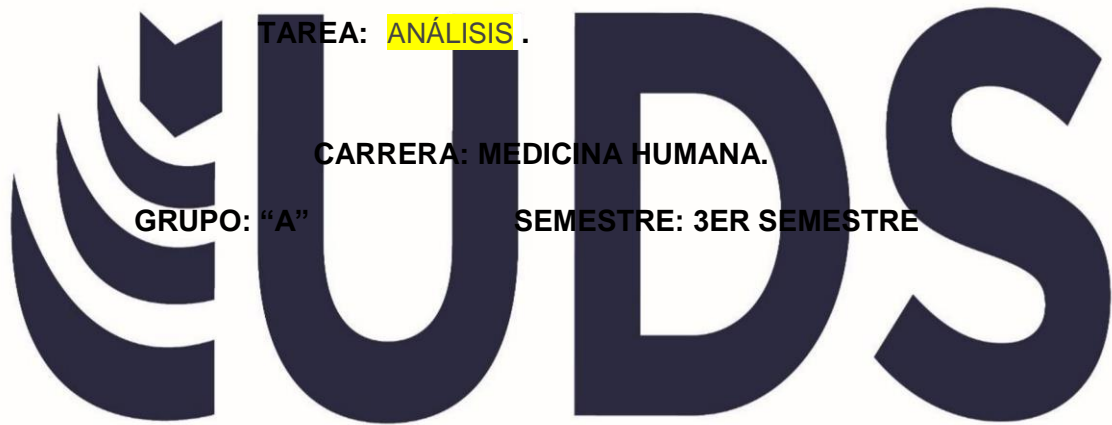 TAREA: ANÁLISIS .
CARRERA: MEDICINA HUMANA.
GRUPO: “A” SEMESTRE: 3ER SEMESTRE
UDS